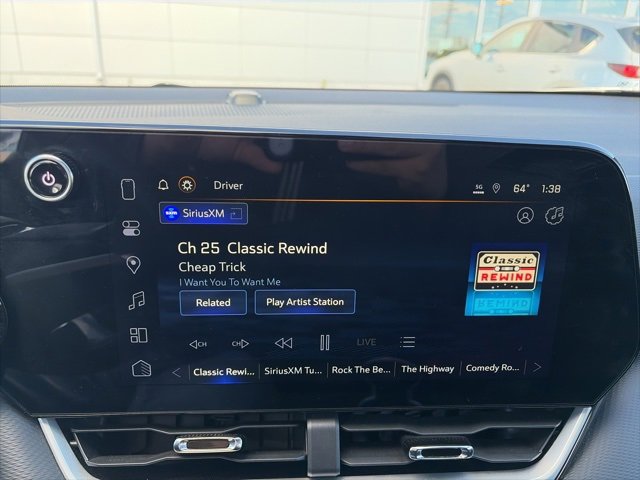 Driver
5G 64° 1:38
sxm SiriusXM
Ch 25 Classic Rewind
Cheap Trick
I Want You To Want Me
Related
Play Artist Station
Classic
REWIND
CH
CH
LIVE
Classic Rewi...
SiriusXM Tu...
Rock The Be...
The Highway
Comedy Ro...